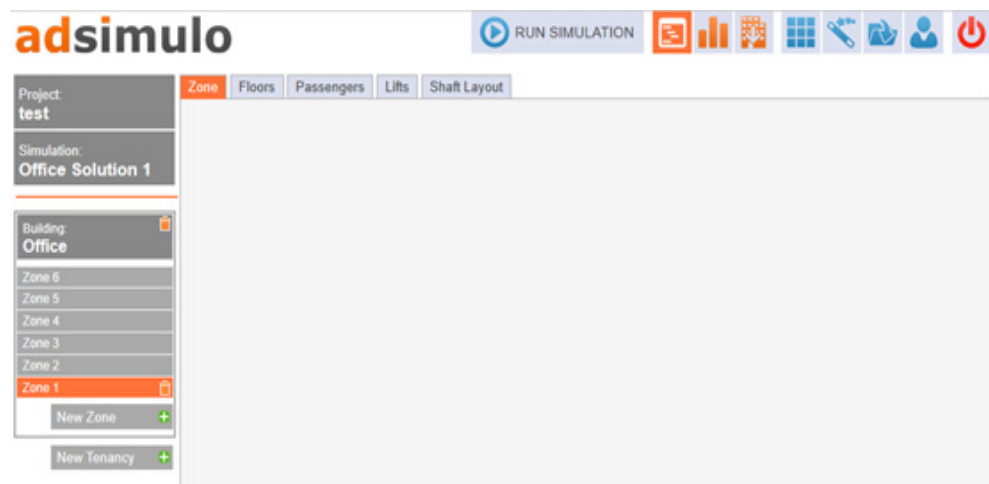 adsimulo
RUN SIMULATION
Project:
test
Simulation:
Office Solution 1
Zone Floors Passengers Lifts Shaft Layout
Building:
Office
Zone 6
Zone 5
Zone 4
Zone 3
Zone 2
Zone 1
New Zone
New Tenancy